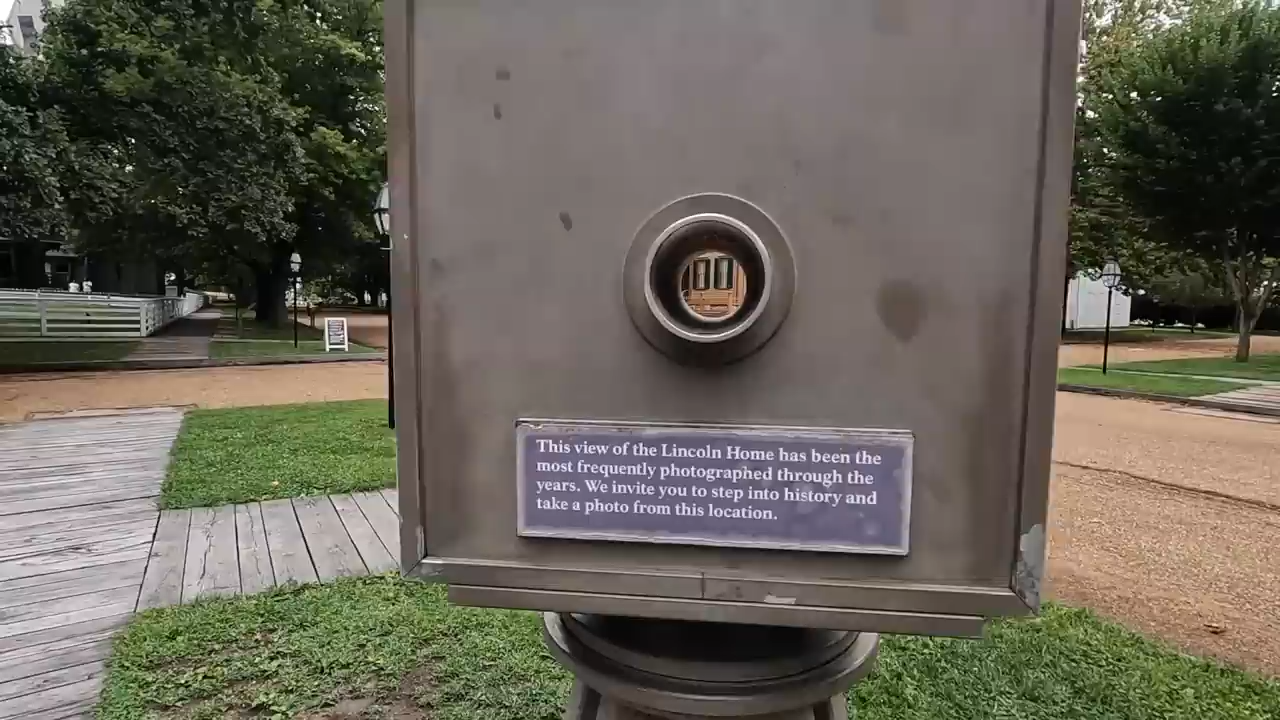 This view of the Lincoln Home has been the
most frequently photographed through the
years. We invite you to step into history and
take a photo from this location.